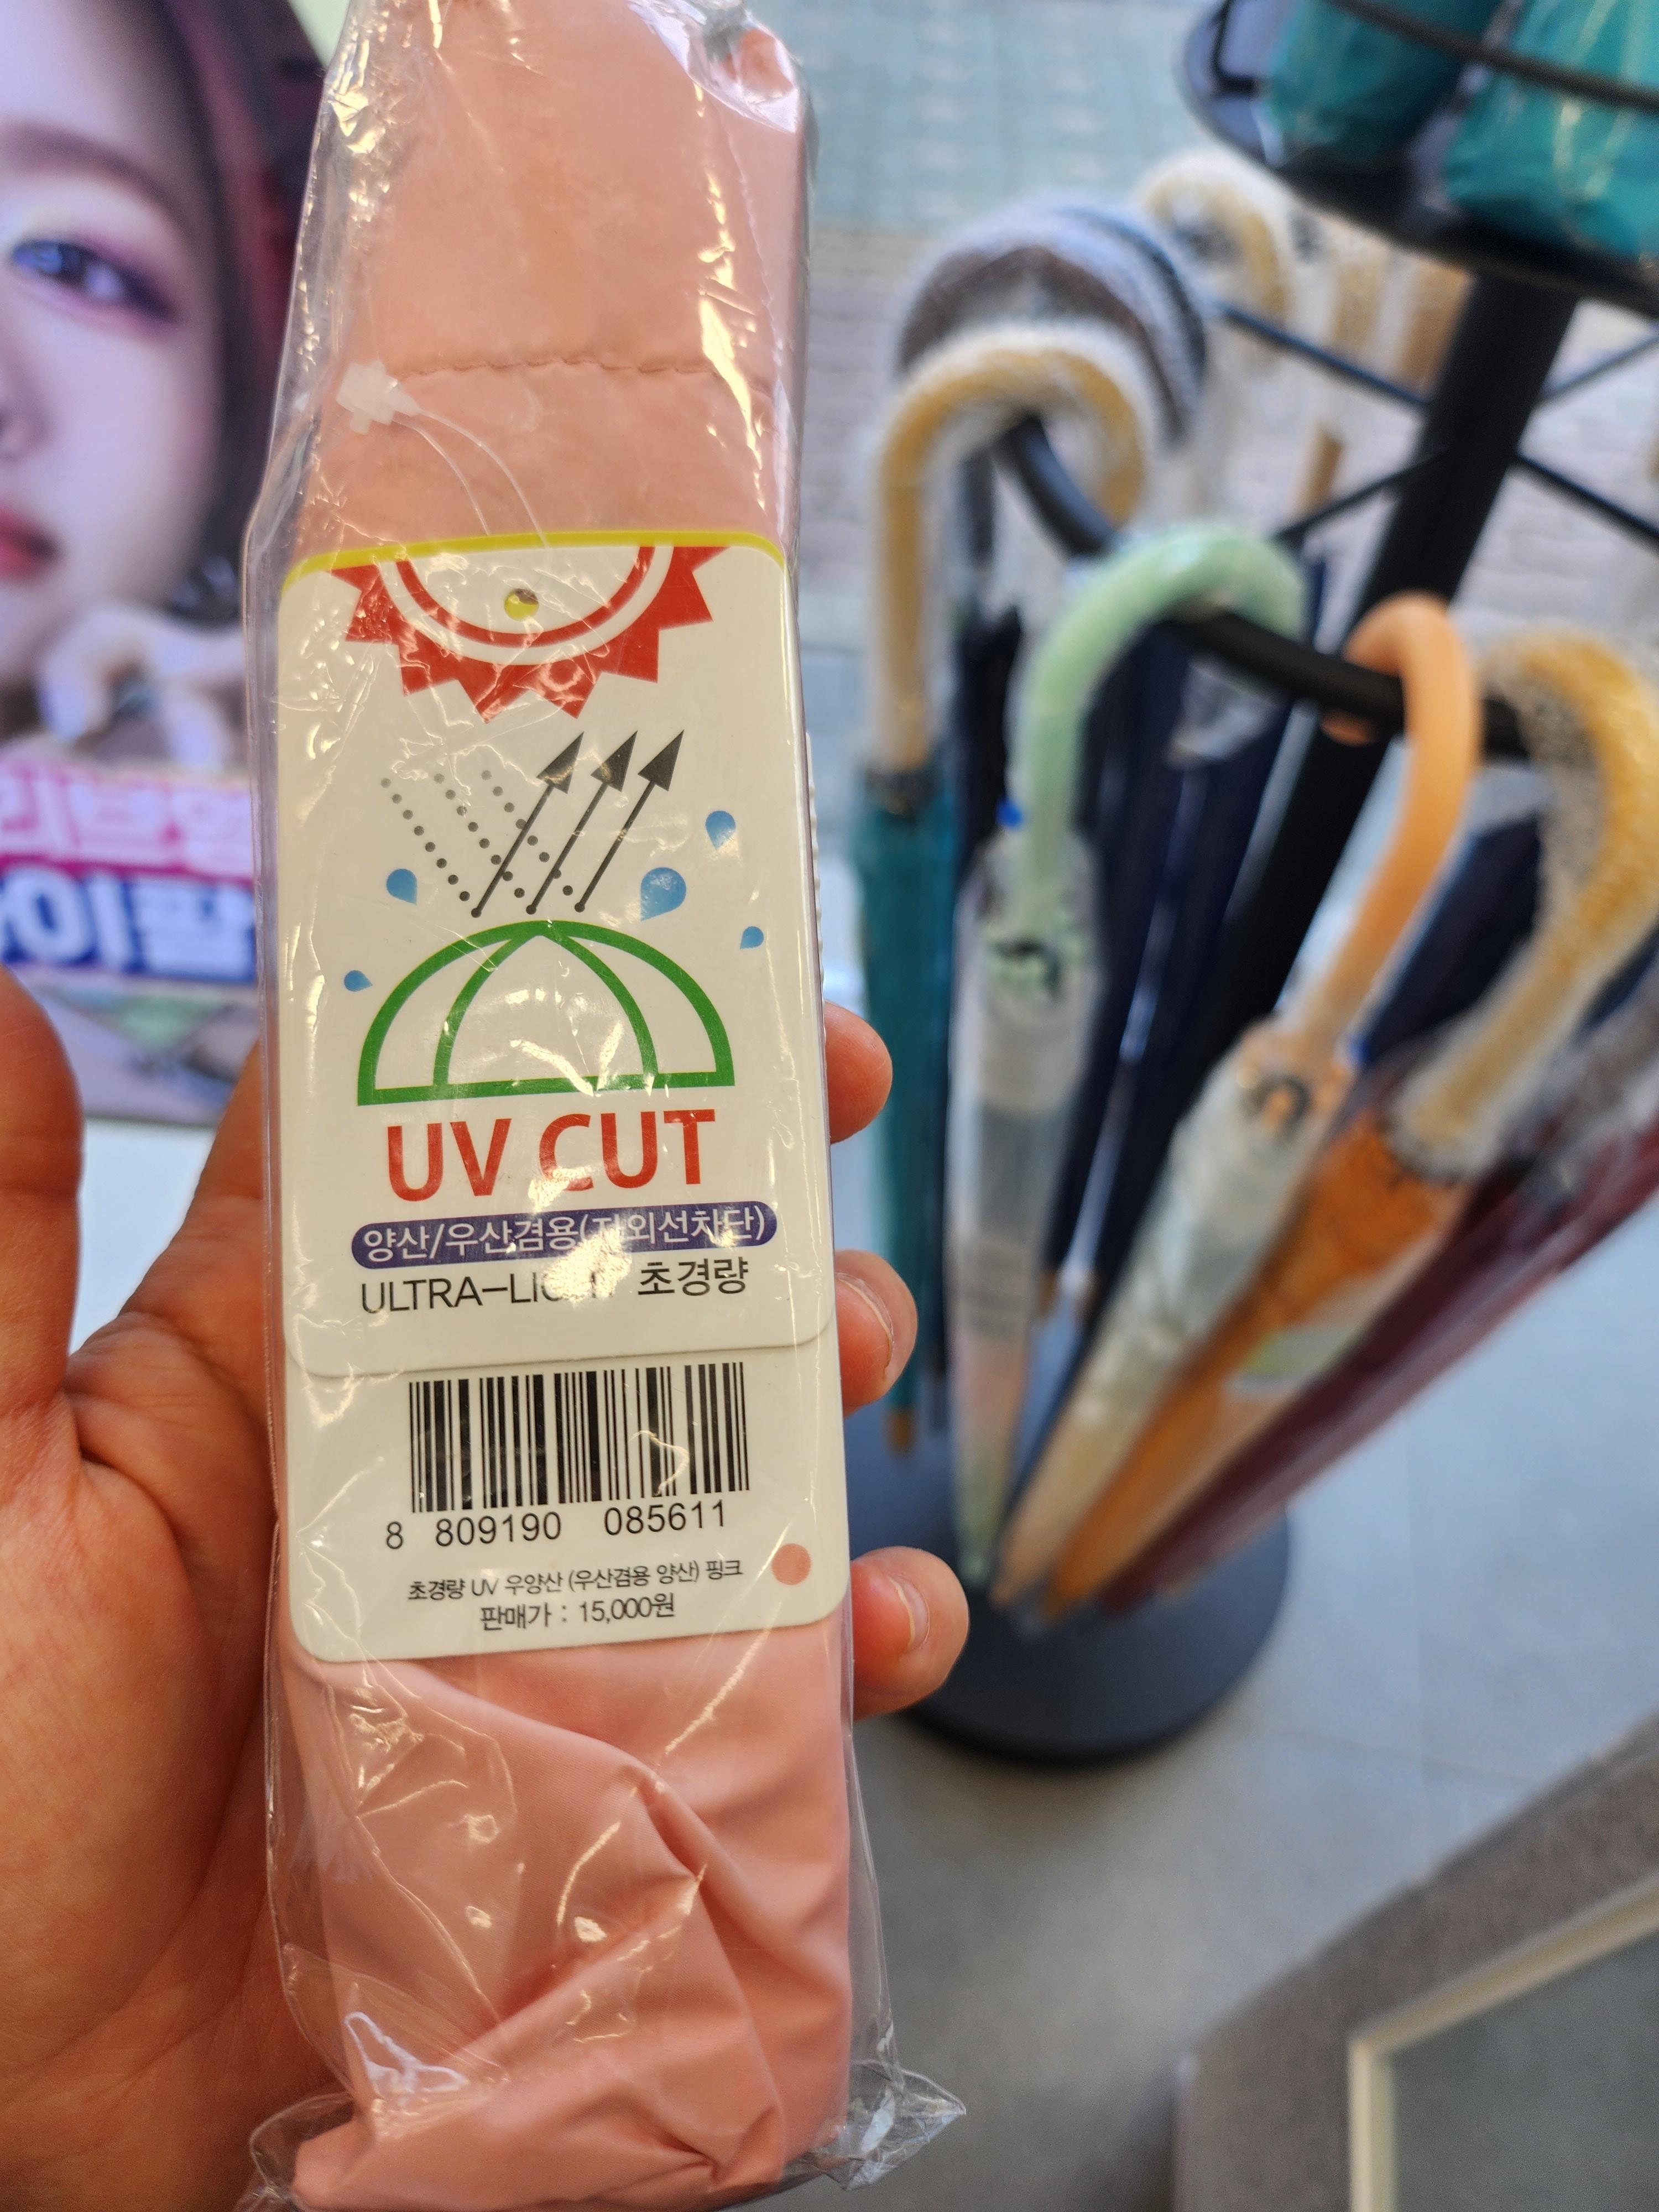 UV CUT
양산/우산겸용(자외선차단)
ULTRA-LIGHT 초경량
8 809190 085611
초경량 UV 우양산 (우산겸용 양산) 핑크
판매가 : 15,000원